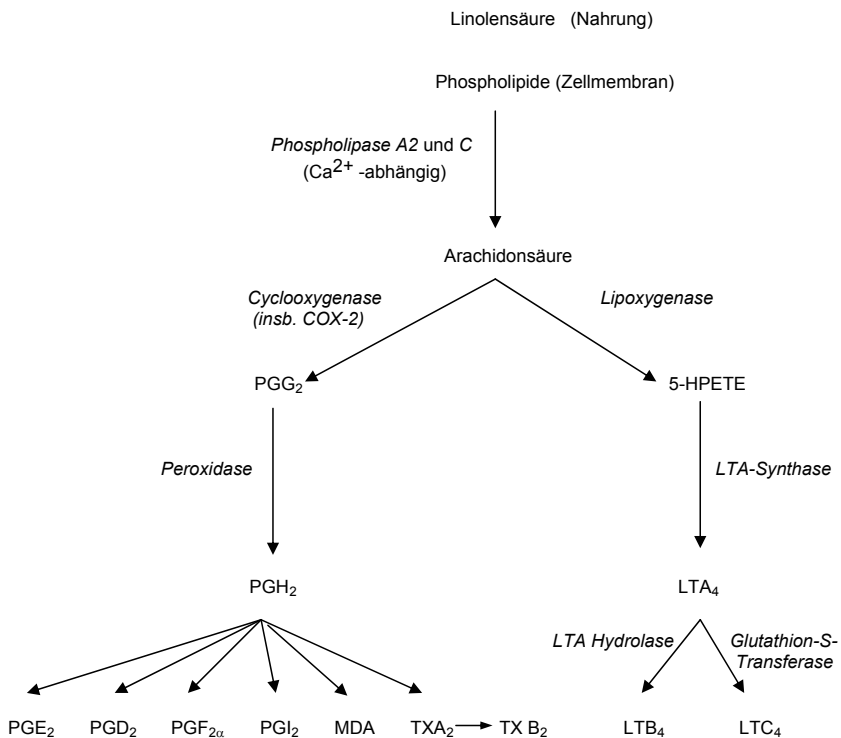 Linolensäure (Nahrung)
Phospholipide (Zellmembran)
Phospholipase A2 und C
(Ca2+ -abhängig)
Arachidonsäure
Cyclooxygenase
(insb. COX-2)
Lipoxygenase
PGG2
5-HPETE
Peroxidase
LTA-Synthase
PGH2
LTA4
LTA Hydrolase
Glutathion-S-
Transferase
PGE2 PGD2 PGF2α PGI2 MDA TXA2 TX B2 LTB4 LTC4